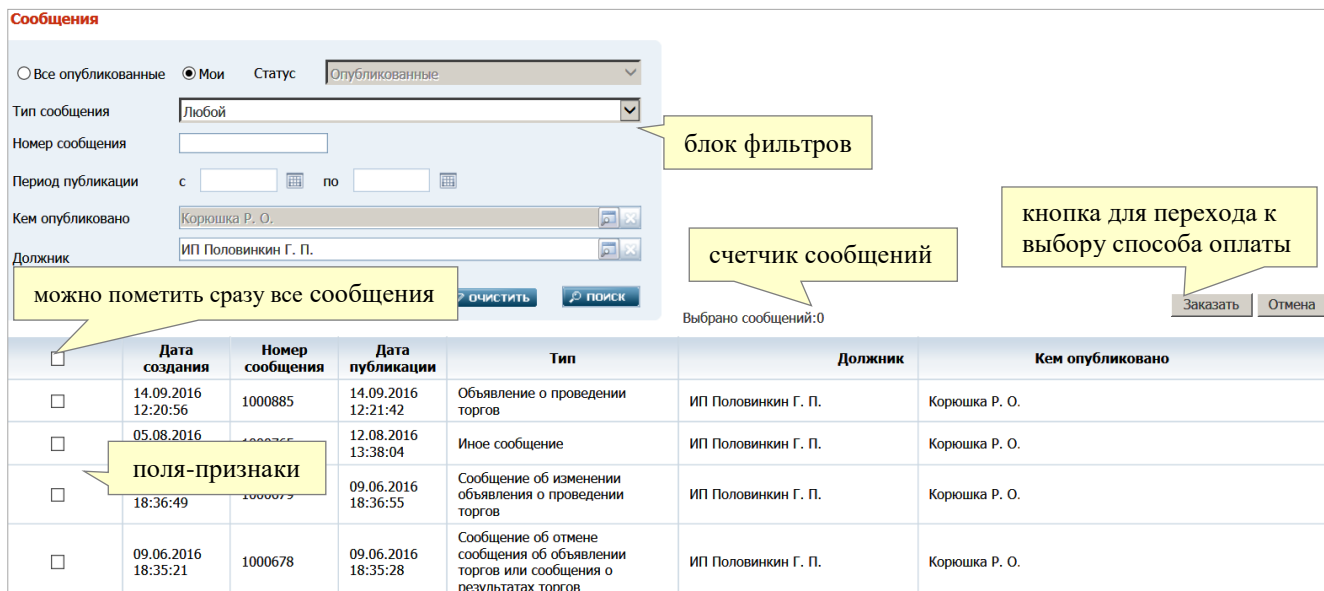 Сообщения
Все опубликованные Мои Статус Опубликованные
Тип сообщения Любой
Номер сообщения
блок фильтров
Период публикации с по
Кем опубликовано Корюшка Р. О.
кнопка для перехода к
выбору способа оплаты
Должник ИП Половинкин Г. П.
счетчик сообщений
можно пометить сразу все сообщения
ОЧИСТИТЬ ПОИСК
Выбрано сообщений:0
Заказать Отмена
Дата
создания
Номер
сообщения
Дата
публикации
Тип
Должник
Кем опубликовано
14.09.2016
12:20:56
1000885
14.09.2016
12:21:42
Объявление о проведении
торгов
ИП Половинкин Г. П.
Корюшка Р. О.
05.08.2016
12.08.2016
13:38:04
Иное сообщение
ИП Половинкин Г. П.
Корюшка Р. О.
поля-признаки
18:36:49
09.06.2016
18:36:55
Сообщение об изменении
объявления о проведении
торгов
ИП Половинкин Г. П.
Корюшка Р. О.
09.06.2016
18:35:21
1000678
09.06.2016
18:35:28
Сообщение об отмене
сообщения об объявлении
торгов или сообщения о
результатах торгов
ИП Половинкин Г. П.
Корюшка Р. О.